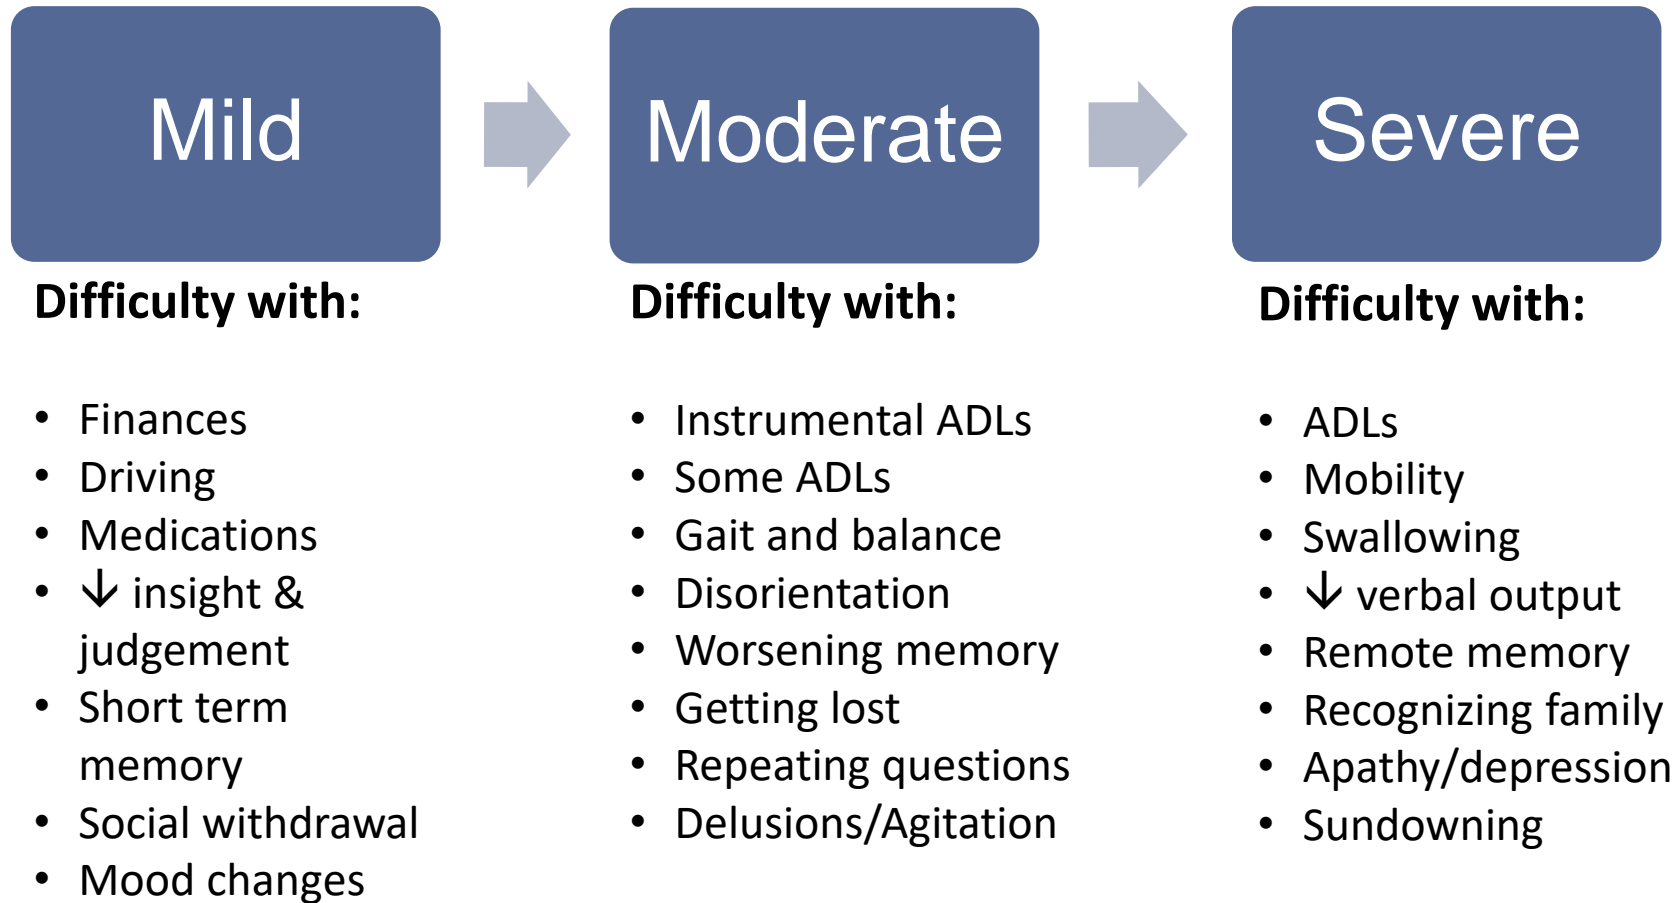 Mild
Difficulty with:
• Finances
• Driving
• Medications
• ↓ insight &
judgement
• Short term
memory
• Social withdrawal
• Mood changes
Moderate
Difficulty with:
• Instrumental ADLs
• Some ADLs
• Gait and balance
• Disorientation
• Worsening memory
• Getting lost
• Repeating questions
• Delusions/Agitation
Severe
Difficulty with:
• ADLs
• Mobility
• Swallowing
• ↓ verbal output
• Remote memory
• Recognizing family
• Apathy/depression
• Sundowning